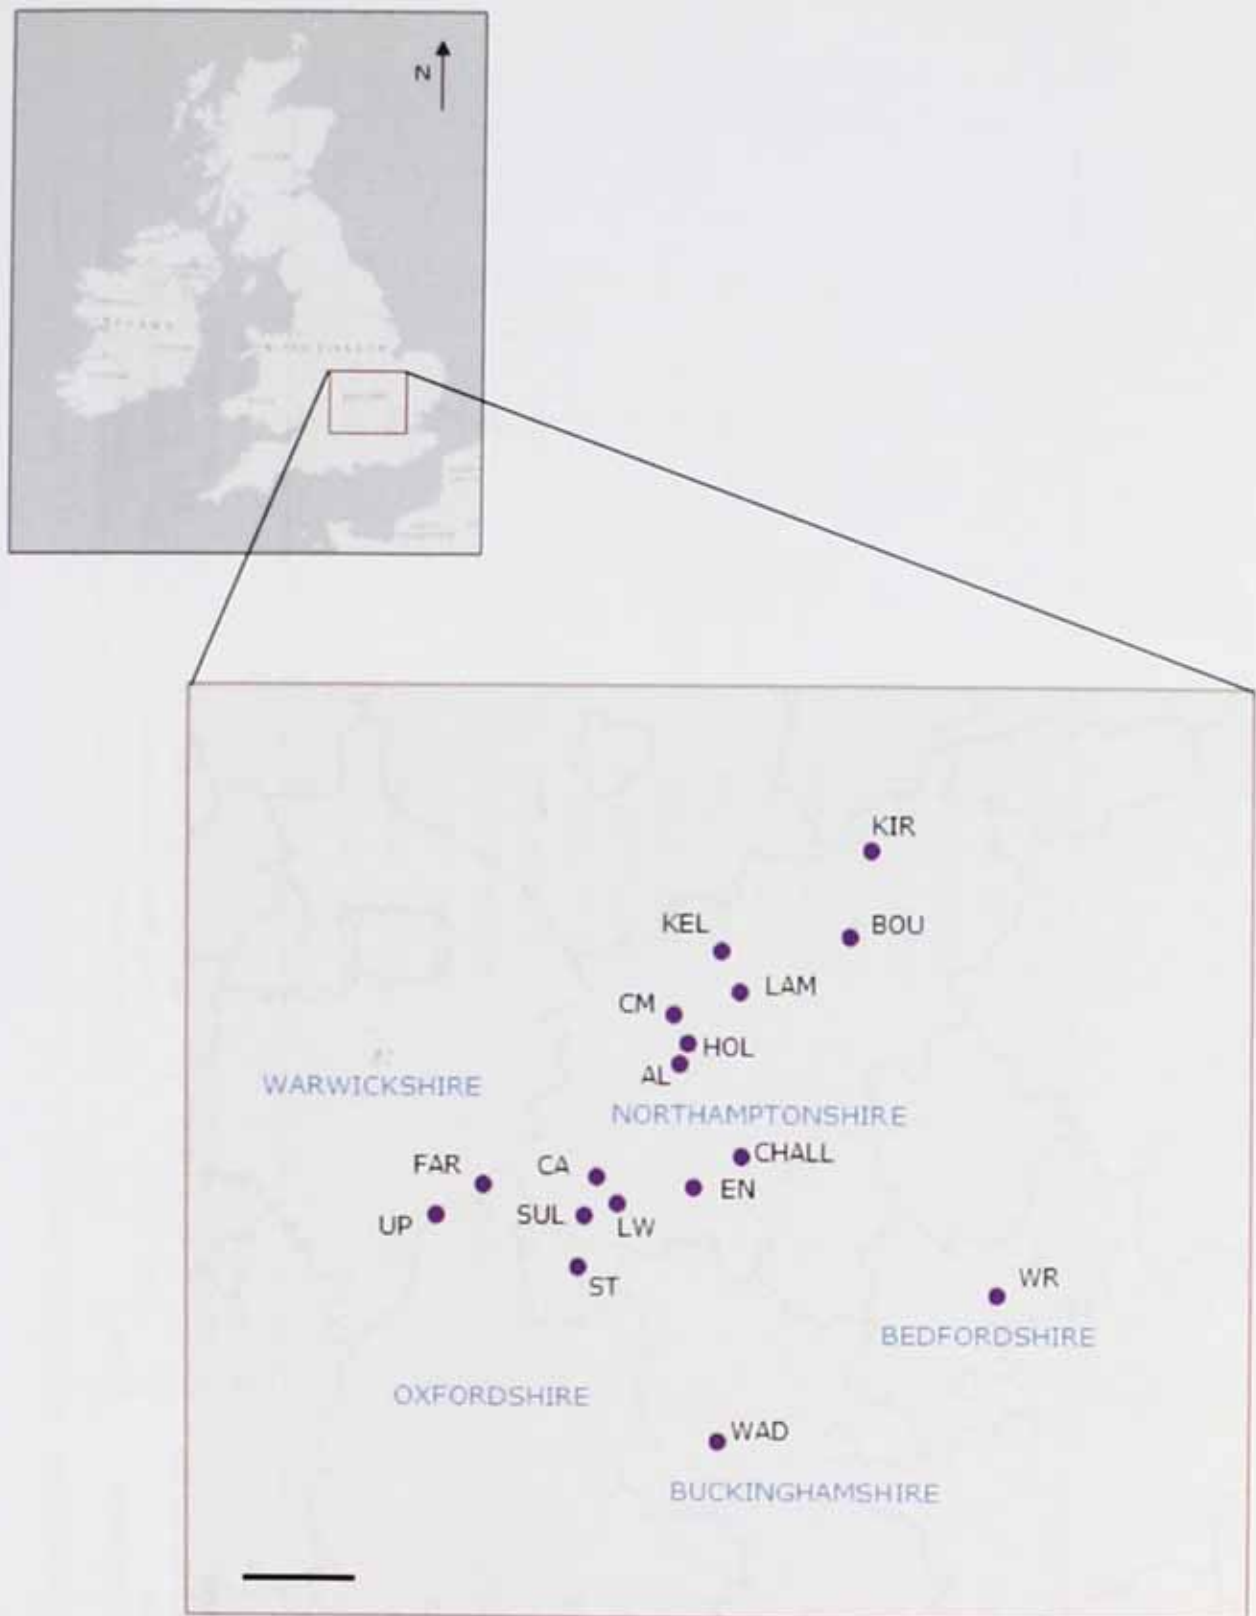 N
KIR
KEL
BOU
LAM
CM
HOL
AL
WARWICKSHIRE
NORTHAMPTONSHIRE
CHALL
FAR
CA
EN
UP
SUL
LW
ST
WR
BEDFORDSHIRE
OXFORDSHIRE
WAD
BUCKINGHAMSHIRE